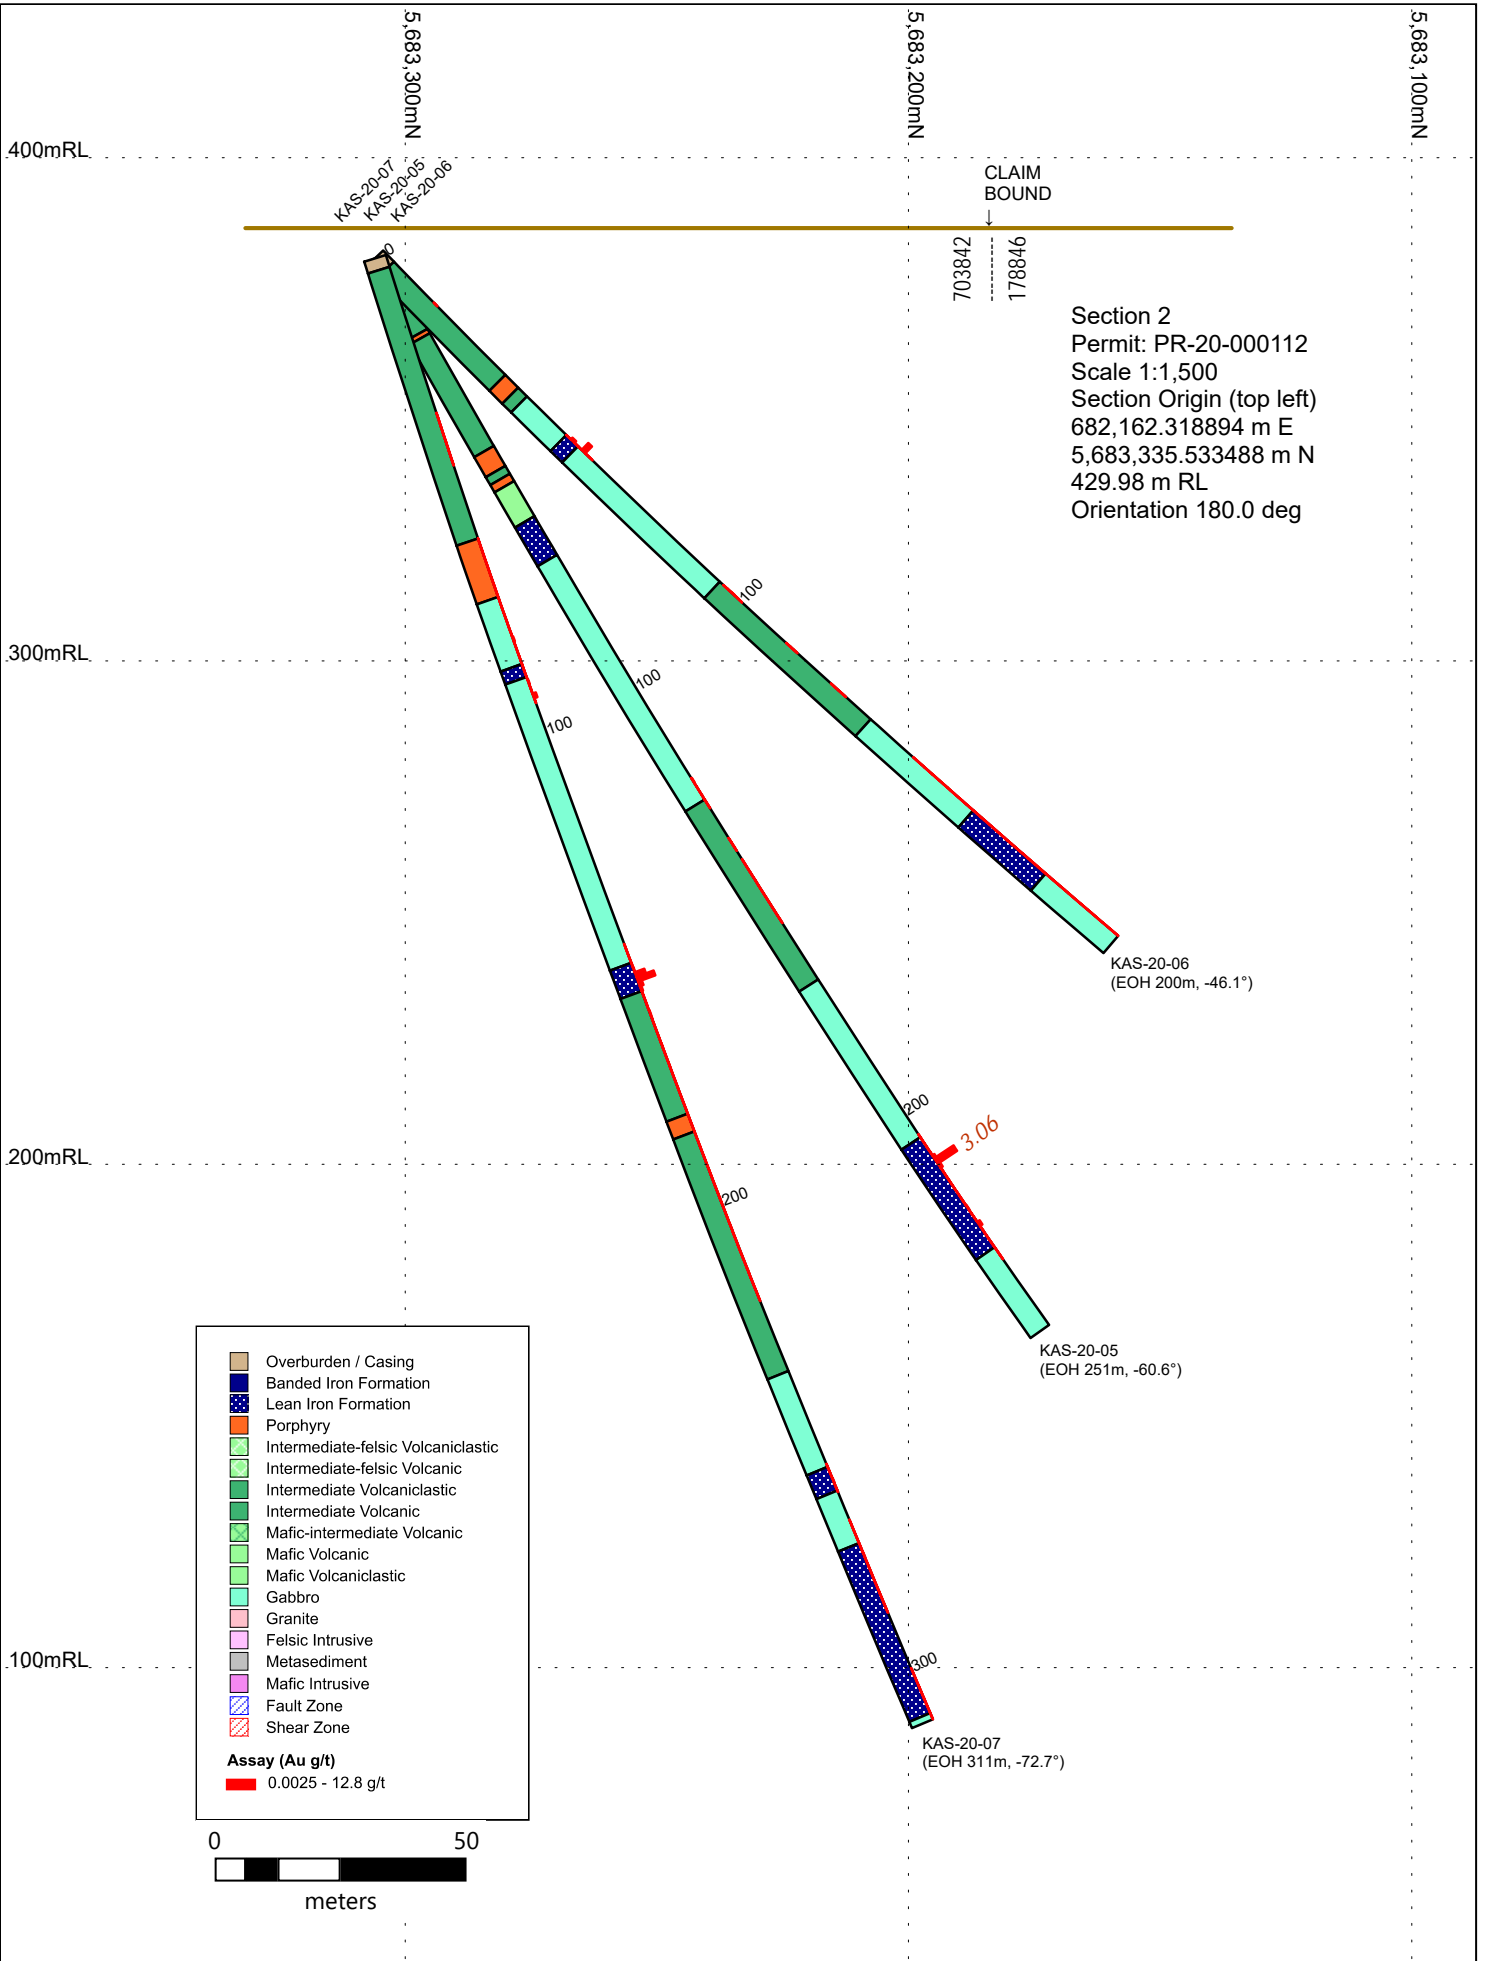 5,683,300mN
5,683,200mN
5,683,100mN
400mRL
KAS-20-07
KAS-20-05
KAS-20-06
CLAIM
BOUND
↓
703842
178846
0
Section 2
Permit: PR-20-000112
Scale 1:1,500
Section Origin (top left)
682,162.318894 m E
5,683,335.533488 m N
429.98 m RL
Orientation 180.0 deg
100
300mRL
100
100
KAS-20-06
(EOH 200m, -46.1°)
200
3.06
200mRL
200
KAS-20-05
(EOH 251m, -60.6°)
Overburden / Casing
Banded Iron Formation
Lean Iron Formation
Porphyry
Intermediate-felsic Volcaniclastic
Intermediate-felsic Volcanic
Intermediate Volcaniclastic
Intermediate Volcanic
Mafic-intermediate Volcanic
Mafic Volcanic
Mafic Volcaniclastic
Gabbro
Granite
Felsic Intrusive
Metasediment
Mafic Intrusive
Fault Zone
Shear Zone
Assay (Au g/t)
0.0025 - 12.8 g/t
100mRL
300
KAS-20-07
(EOH 311m, -72.7°)
0 50
meters